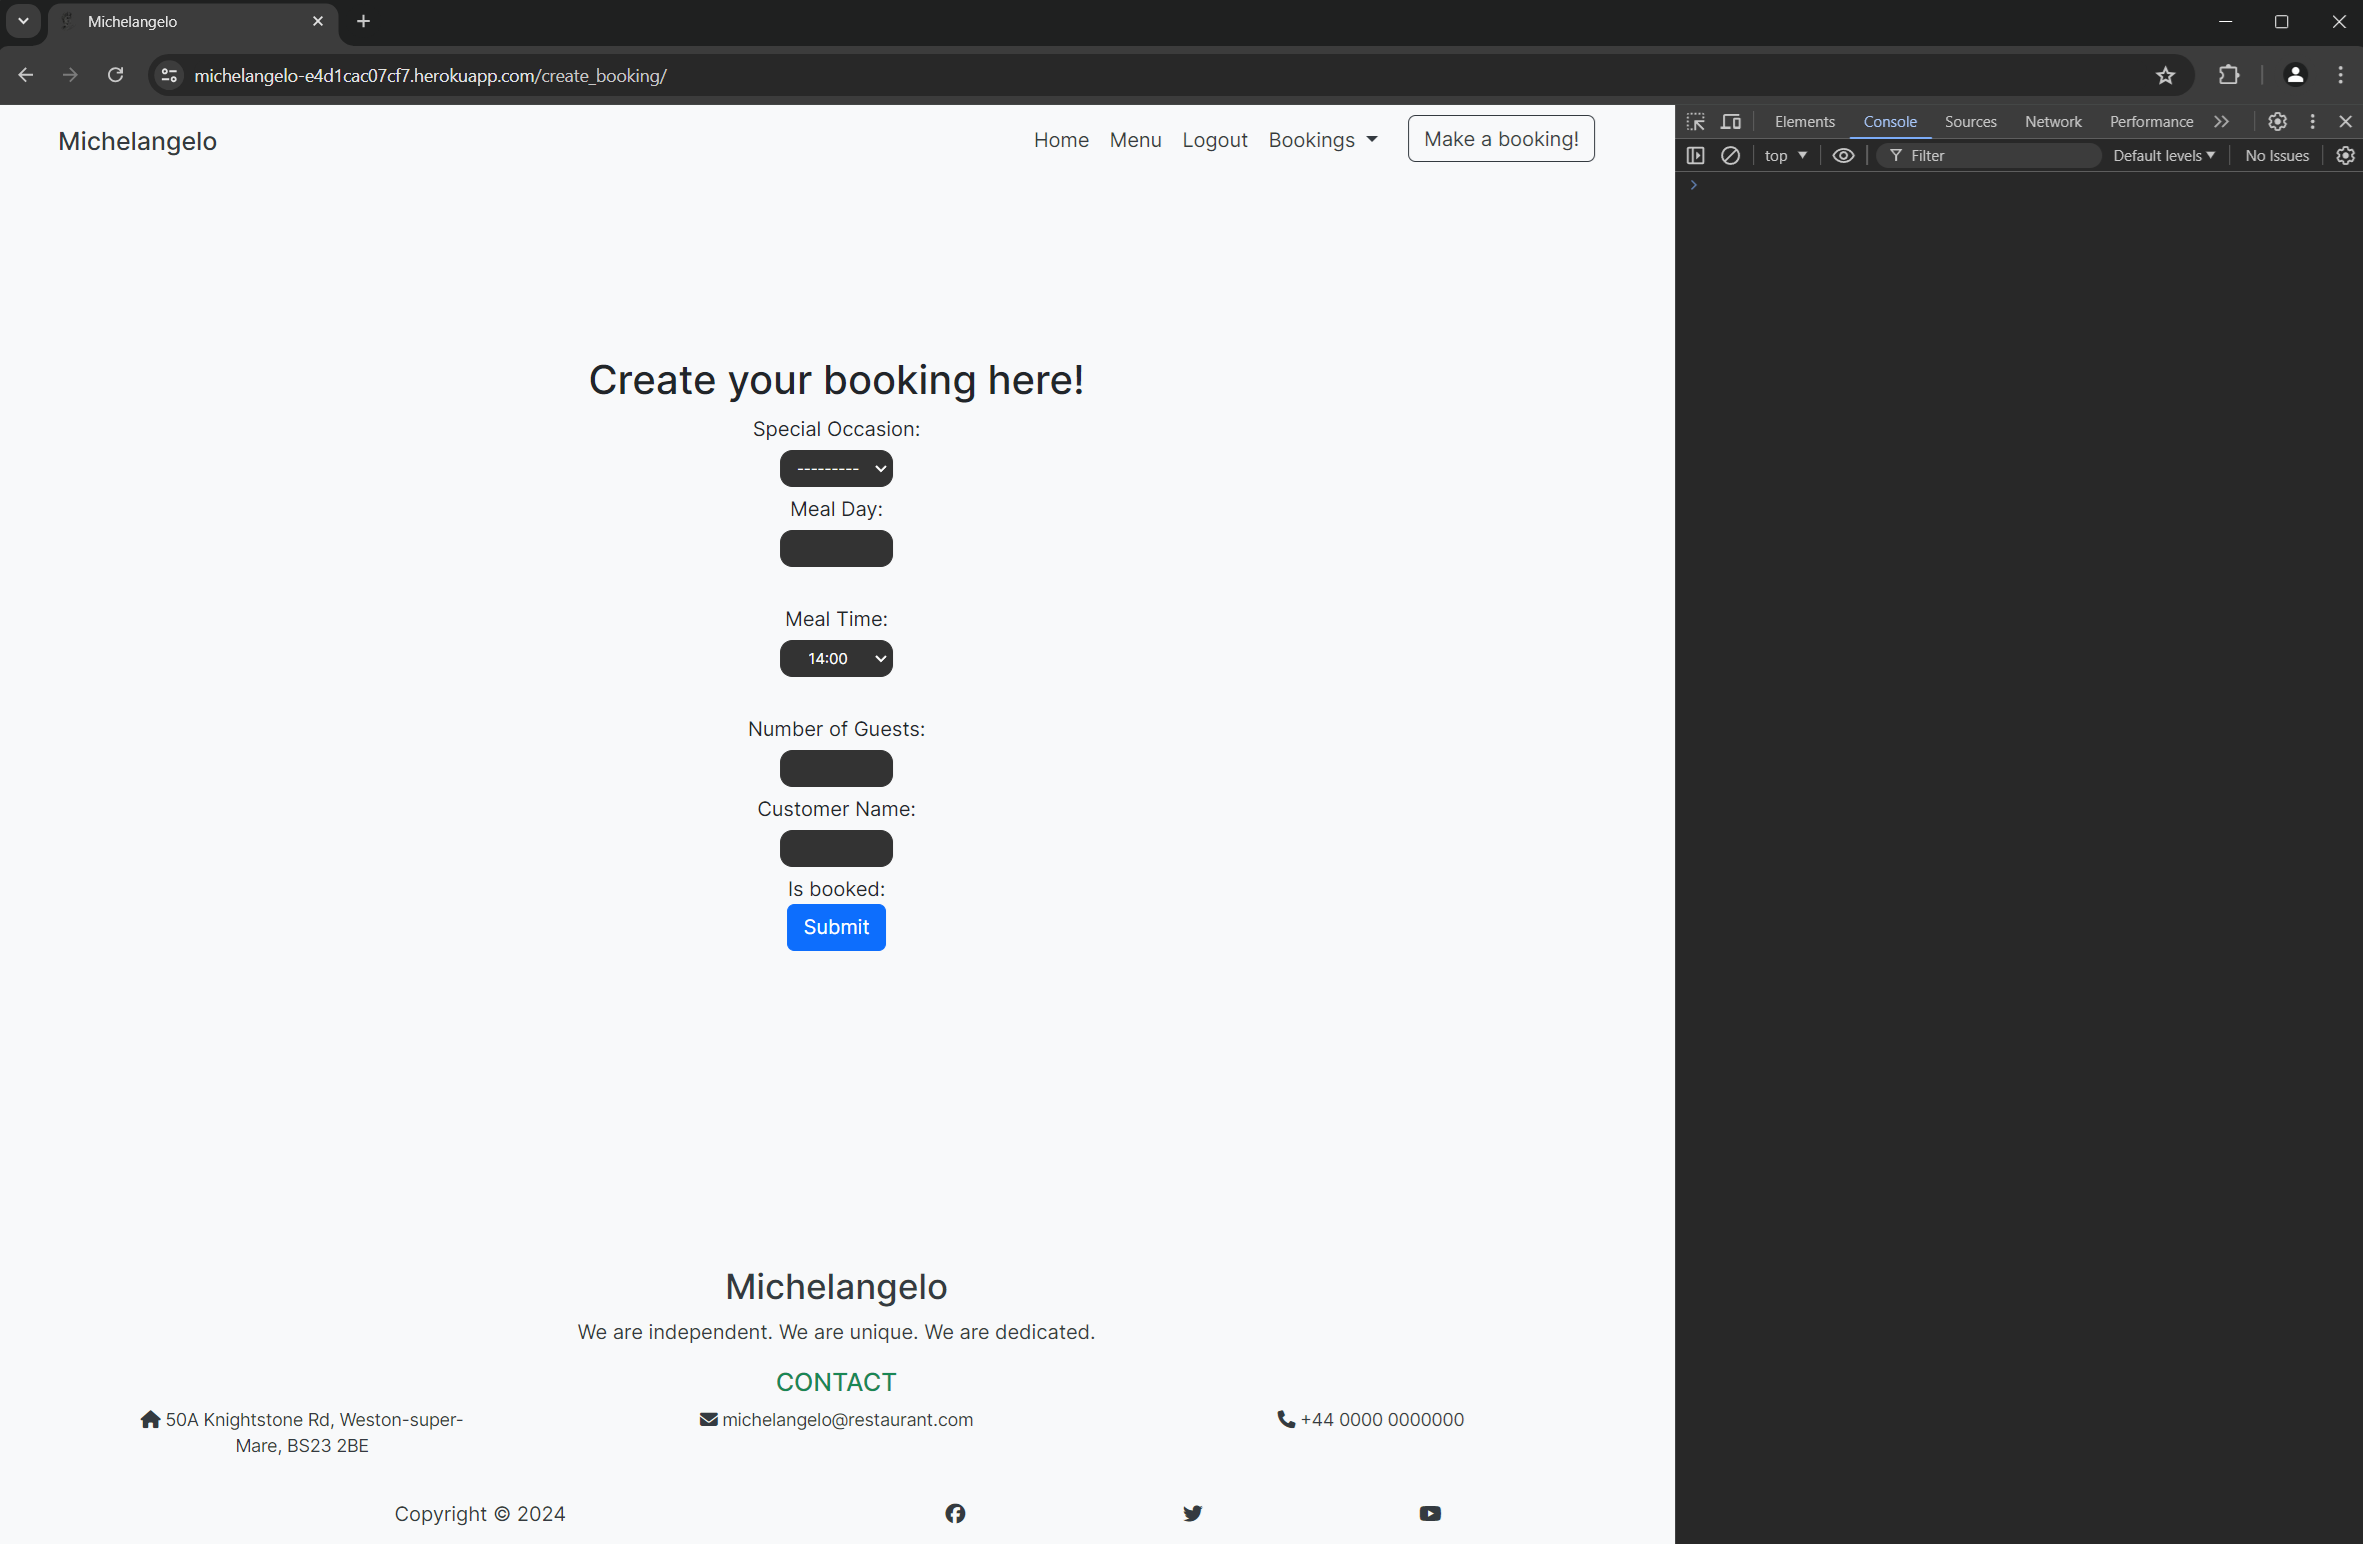 Michelangelo
michelangelo-e4d1cac07cf7.herokuapp.com/create_booking/
Michelangelo
Home Menu Logout Bookings Make a booking!
Elements Console Sources Network Performance
top Filter Default levels No Issues
Create your booking here!
Special Occasion:
---------
Meal Day:
Meal Time:
14:00
Number of Guests:
Customer Name:
Is booked:
Submit
Michelangelo
We are independent. We are unique. We are dedicated.
CONTACT
50A Knightstone Rd, Weston-super-
Mare, BS23 2BE
michelangelo@restaurant.com
+44 0000 0000000
Copyright © 2024